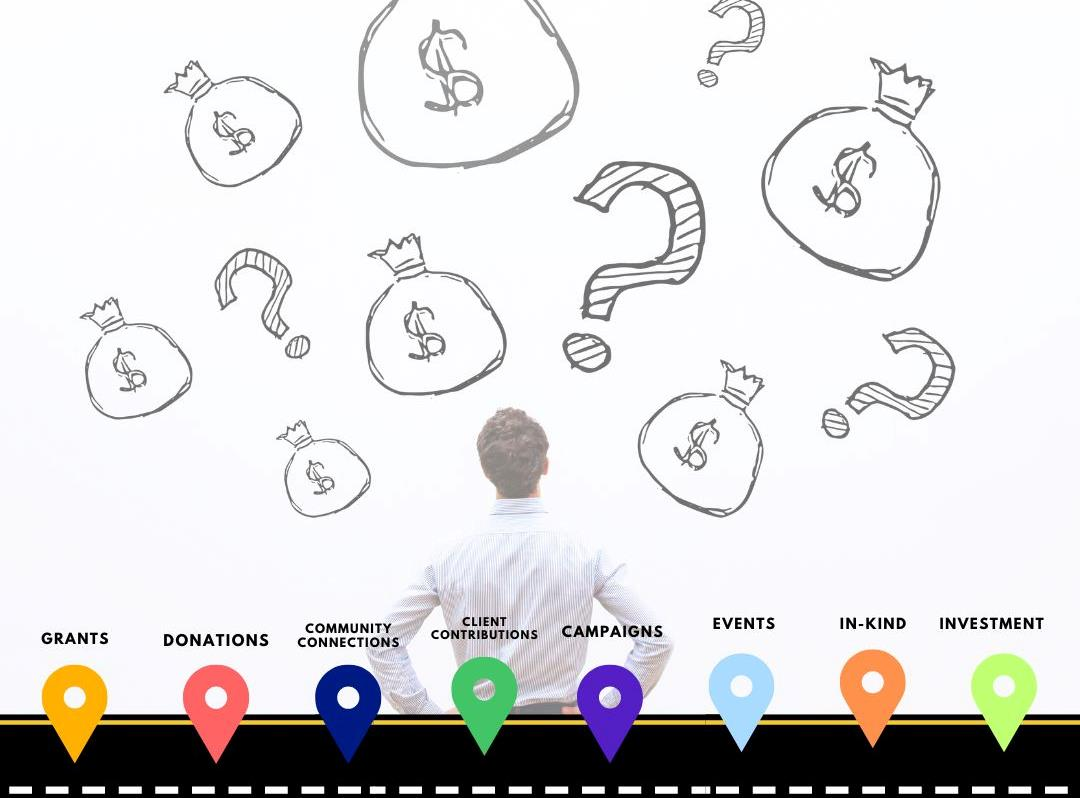 $
?
$
$
?
$
?
$
$
?
$
$
GRANTS
DONATIONS
COMMUNITY
CONNECTIONS
CLIENT
CONTRIBUTIONS
CAMPAIGNS
EVENTS
IN-KIND
INVESTMENT